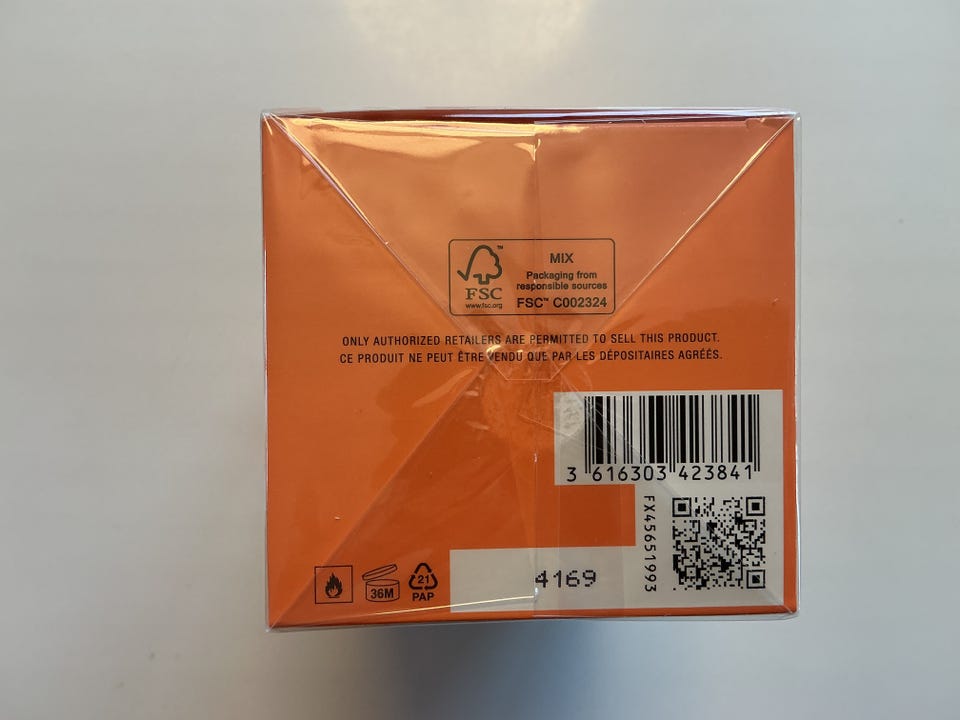 MIX
Packaging from
responsible sources
FSC™ C002324
™
FSC
www.fsc.org
ONLY AUTHORIZED RETAILERS ARE PERMITTED TO SELL THIS PRODUCT.
CE PRODUIT NE PEUT ÊTRE VENDU QUE PAR LES DÉPOSITAIRES AGRÉÉS.
3 616303 423841
FX45651993
36M
21
PAP
4169